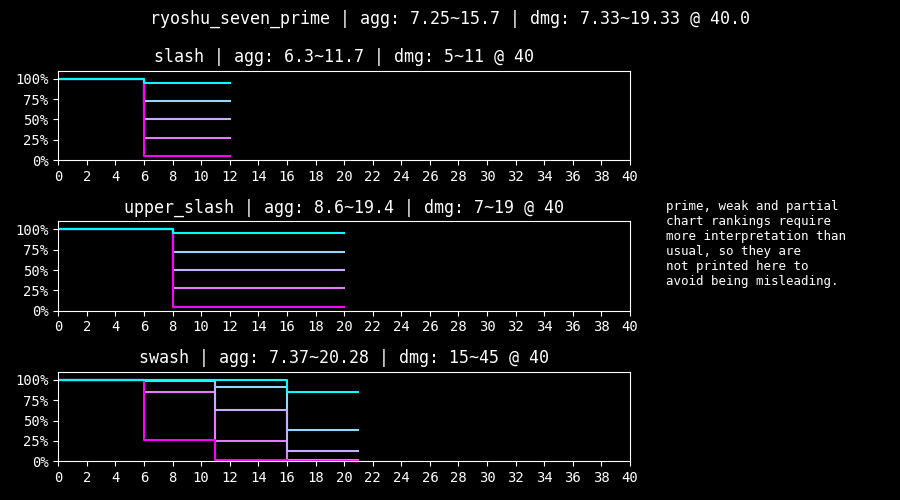 ryoshu_seven_prime | agg: 7.25~15.7 | dmg: 7.33~19.33 @ 40.0
slash | agg: 6.3~11.7 | dmg: 5~11 @ 40
100%
75%
50%
25%
0%
0 2 4 6 8 10 12 14 16 18 20 22 24 26 28 30 32 34 36 38 40
upper_slash | agg: 8.6~19.4 | dmg: 7~19 @ 40
100%
75%
50%
25%
0%
0 2 4 6 8 10 12 14 16 18 20 22 24 26 28 30 32 34 36 38 40
prime, weak and partial
chart rankings require
more interpretation than
usual, so they are
not printed here to
avoid being misleading.
swash | agg: 7.37~20.28 | dmg: 15~45 @ 40
100%
75%
50%
25%
0%
0 2 4 6 8 10 12 14 16 18 20 22 24 26 28 30 32 34 36 38 40